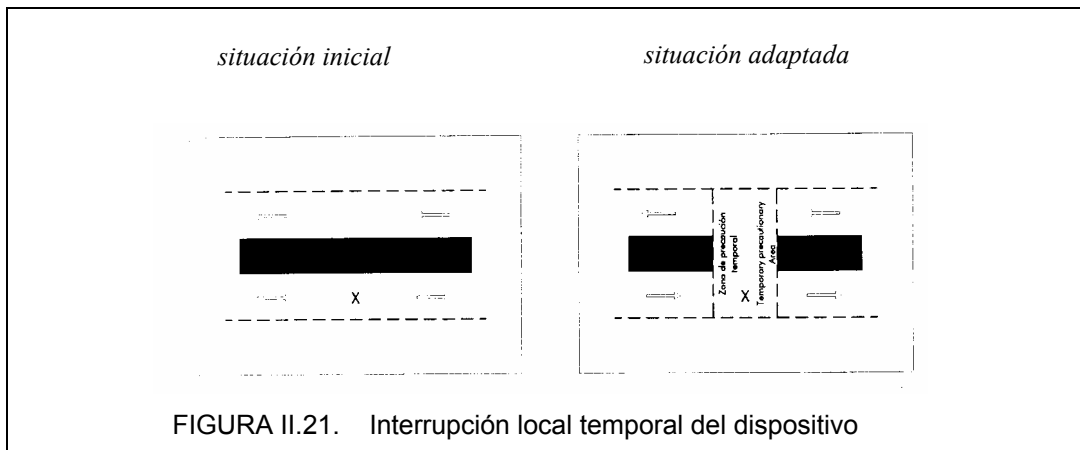 situación inicial
situación adaptada
X
Zona de precaución
temporal
X
Temporary precautionary
Area
FIGURA II.21. Interrupción local temporal del dispositivo